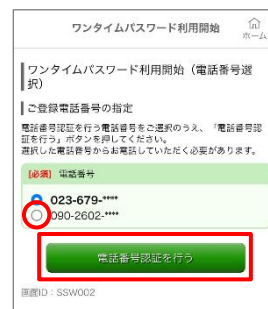 ワンタイムパスワード利用開始
ホーム
ワンタイムパスワード利用開始（電話番号選
択）
ご登録電話番号の指定
電話番号認証を行う電話番号をご選択のうえ、「電話番号認
証を行う」ボタンを押してください。
選択した電話番号からお電話していただく必要があります。
[必須] 電話番号
023-679-****
090-2602-****
電話番号認証を行う
画面ID：SSW002